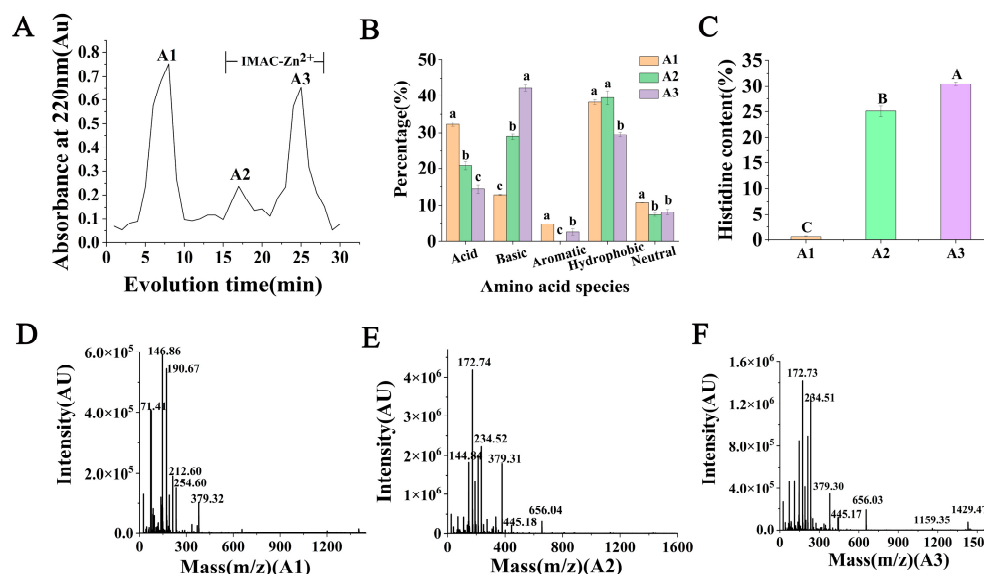 A
Absorbance at 220nm(Au)
0.8
0.7
0.6
0.5
0.4
0.3
0.2
0.1
0.0
A1
IMAC-Zn2+
A3
A2
0 5 10 15 20 25 30
Evolution time(min)
B
Percentage(%)
50
40
30
20
10
0
A1
A2
A3
a b c
c b a
a c b
a a b
a b b
Acid Basic Aromatic Hydrophobic Neutral
Amino acid species
C
Histidine content(%)
35
30
25
20
15
10
5
0
C B A
A1 A2 A3
D
Intensity(AU)
6.0×10⁵
4.0×10⁵
2.0×10⁵
0.0
146.86
190.67
71.41
212.60
254.60
379.32
0 300 600 900 1200
Mass(m/z)(A1)
E
Intensity(AU)
4×10⁶
3×10⁶
2×10⁶
1×10⁶
0
172.74
234.52
144.84
379.31
445.18
656.04
0 400 800 1200 1600
Mass(m/z)(A2)
F
Intensity(AU)
1.6×10⁶
1.2×10⁶
8.0×10⁵
4.0×10⁵
0.0
172.73
234.51
379.30
445.17
656.03
1159.35
1429.47
0 300 600 900 1200
Mass(m/z)(A3)